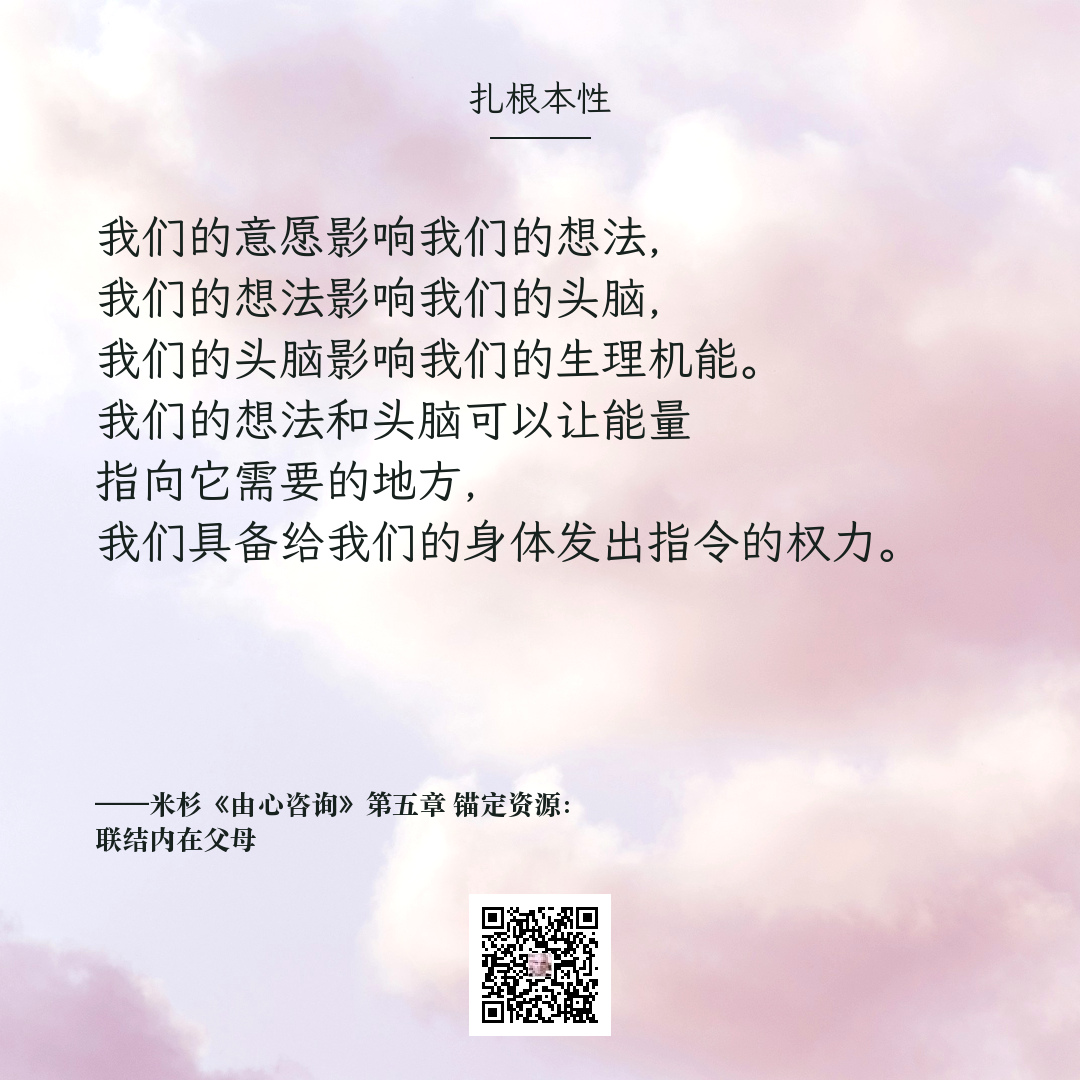 扎根本性
我们的意愿影响我们的想法,
我们的想法影响我们的头脑,
我们的头脑影响我们的生理机能。
我们的想法和头脑可以让能量
指向它需要的地方,
我们具备给我们的身体发出指令的权力。
——米杉《由心咨询》第五章 锚定资源：
联结内在父母